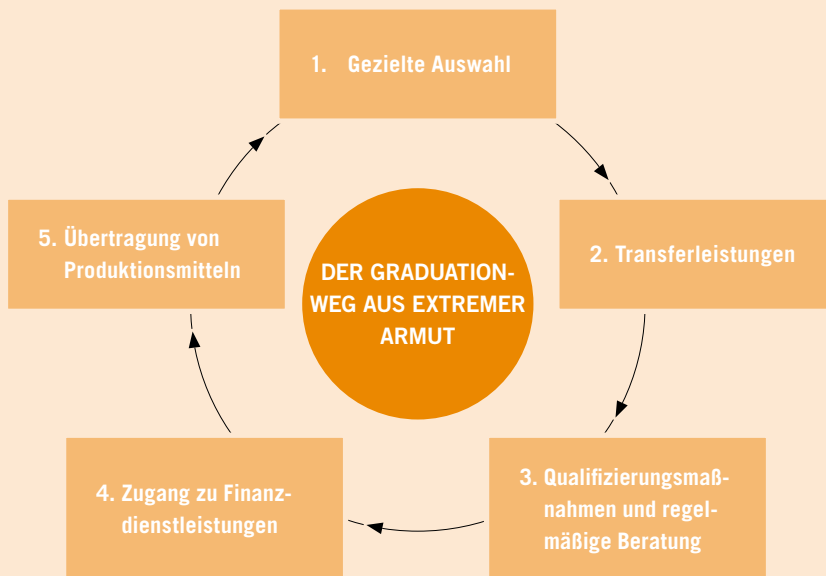 1. Gezielte Auswahl
2. Transferleistungen
3. Qualifizierungsmaß-
nahmen und regel-
mäßige Beratung
4. Zugang zu Finanz-
dienstleistungen
5. Übertragung von
Produktionsmitteln
DER GRADUATION-
WEG AUS EXTREMER
ARMUT